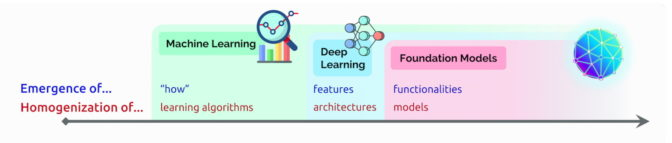 Machine Learning
Deep
Learning
Foundation Models
Emergence of... "how" features functionalities
Homogenization of... learning algorithms architectures models